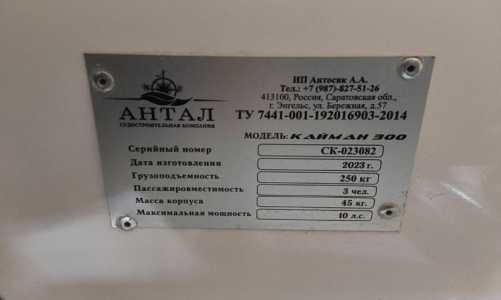 АНТАЛ
СУДОСТРОИТЕЛЬНАЯ КОМПАНИЯ
ИП Антосик А.А.
Тел.: +7 (987)-827-51-26
413100, Россия, Саратовская обл.,
г. Энгельс, ул. Бережная, д.57
ТУ 7441-001-192016903-2014
МОДЕЛЬ: КАЙМАН 300
Серийный номер СК-023082
Дата изготовления 2023 г.
Грузоподъемность 250 кг
Пассажировместимость 3 чел.
Масса корпуса 45 кг.
Максимальная мощность 10 л.с.